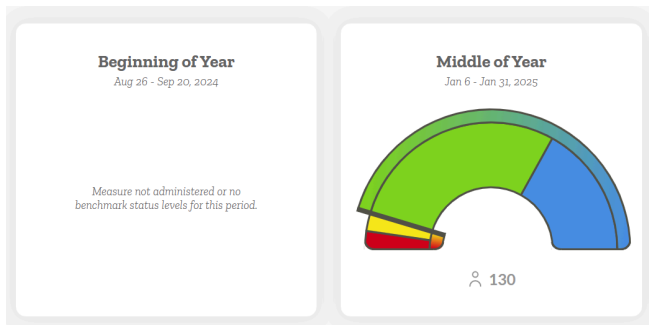 Beginning of Year
Aug 26 - Sep 20, 2024
Measure not administered or no
benchmark status levels for this period.
Middle of Year
Jan 6 - Jan 31, 2025
130